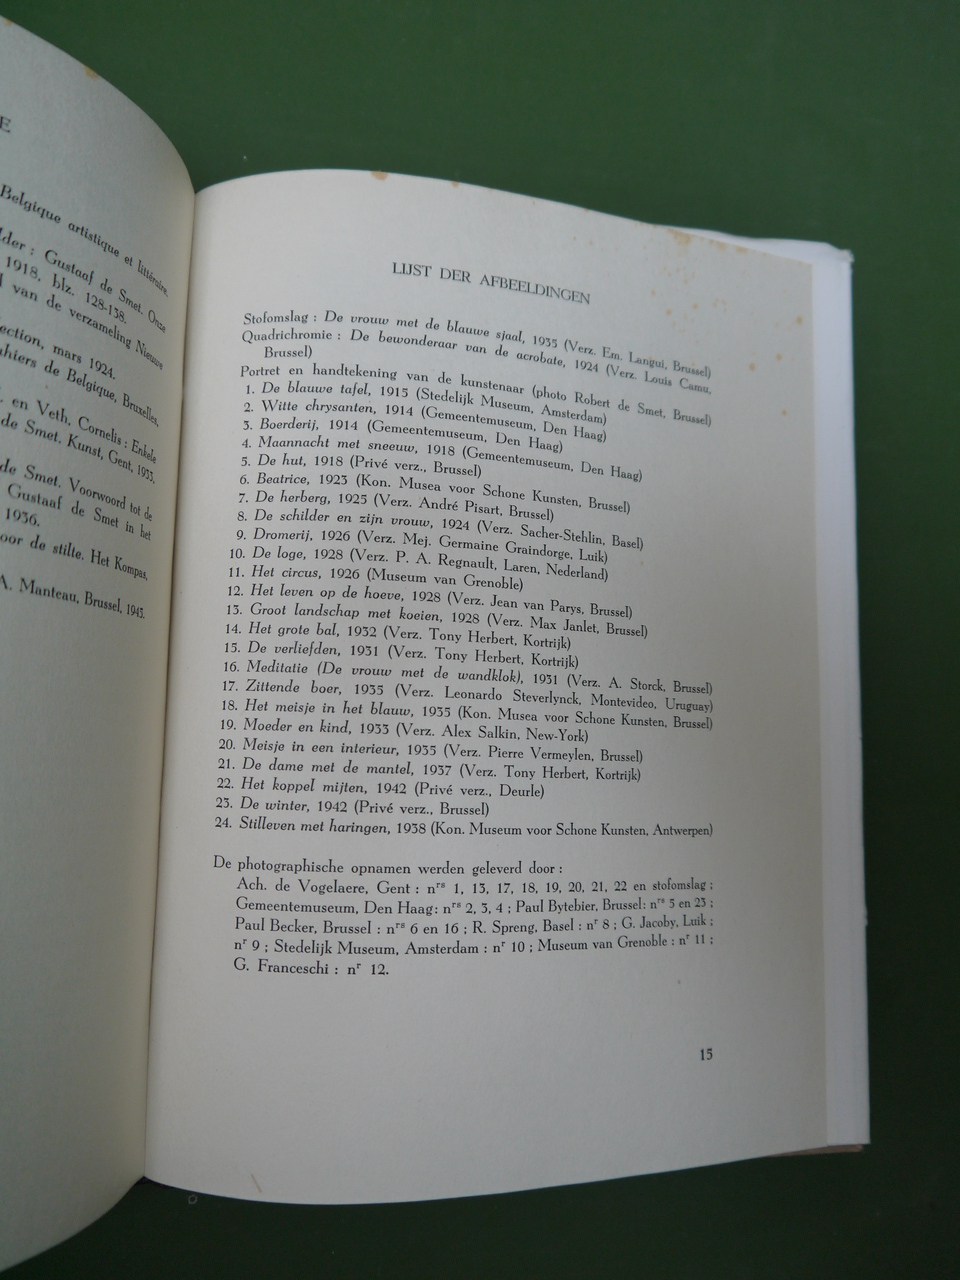 E
Belgique artistique et littéraire.
lder : Gustaaf de Smet. Onze
1918, blz. 128-138.
van de verzameling Nieuwe
ection, mars 1924.
ahiers de Belgique, Bruxelles,
en Veth, Cornelis : Enkele
de Smet. Kunst, Gent, 1933,
de Smet. Voorwoord tot de
Gustaaf de Smet in het
1936.
oor de stilte. Het Kompas,
A. Manteau, Brussel, 1943.
LIJST DER AFBEELDINGEN
Stofomslag : De vrouw met de blauwe sjaal, 1935 (Verz. Em. Langui, Brussel)
Quadrichromie : De bewonderaar van de acrobate, 1924 (Verz. Louis Camu,
Brussel)
Portret en handtekening van de kunstenaar (photo Robert de Smet, Brussel)
1. De blauwe tafel, 1915 (Stedelijk Museum, Amsterdam)
2. Witte chrysanten, 1914 (Gemeentemuseum, Den Haag)
3. Boerderij, 1914 (Gemeentemuseum, Den Haag)
4. Maannacht met sneeuw, 1918 (Gemeentemuseum, Den Haag)
5. De hut, 1918 (Privé verz., Brussel)
6. Beatrice, 1923 (Kon. Musea voor Schone Kunsten, Brussel)
7. De herberg, 1923 (Verz. André Pisart, Brussel)
8. De schilder en zijn vrouw, 1924 (Verz. Sacher-Stehlin, Basel)
9. Dromerij, 1926 (Verz. Mej. Germaine Graindorge, Luik)
10. De loge, 1928 (Verz. P. A. Regnault, Laren, Nederland)
11. Het circus, 1926 (Museum van Grenoble)
12. Het leven op de hoeve, 1928 (Verz. Jean van Parys, Brussel)
13. Groot landschap met koeien, 1928 (Verz. Max Janlet, Brussel)
14. Het grote bal, 1932 (Verz. Tony Herbert, Kortrijk)
15. De verliefden, 1931 (Verz. Tony Herbert, Kortrijk)
16. Meditatie (De vrouw met de wandklok), 1931 (Verz. A. Storck, Brussel)
17. Zittende boer, 1935 (Verz. Leonardo Steverlynck, Montevideo, Uruguay)
18. Het meisje in het blauw, 1935 (Kon. Musea voor Schone Kunsten, Brussel)
19. Moeder en kind, 1933 (Verz. Alex Salkin, New-York)
20. Meisje in een interieur, 1935 (Verz. Pierre Vermeylen, Brussel)
21. De dame met de mantel, 1937 (Verz. Tony Herbert, Kortrijk)
22. Het koppel mijten, 1942 (Privé verz., Deurle)
23. De winter, 1942 (Privé verz., Brussel)
24. Stilleven met haringen, 1938 (Kon. Museum voor Schone Kunsten, Antwerpen)
De photographische opnamen werden geleverd door :
Ach. de Vogelaere, Gent : nrs 1, 13, 17, 18, 19, 20, 21, 22 en stofomslag ;
Gemeentemuseum, Den Haag: nrs 2, 3, 4 ; Paul Bytebier, Brussel: nrs 5 en 23 ;
Paul Becker, Brussel : nrs 6 en 16 ; R. Spreng, Basel : nr 8 ; G. Jacoby, Luik :
nr 9 ; Stedelijk Museum, Amsterdam : nr 10 ; Museum van Grenoble : nr 11 ;
G. Franceschi : nr 12.
15